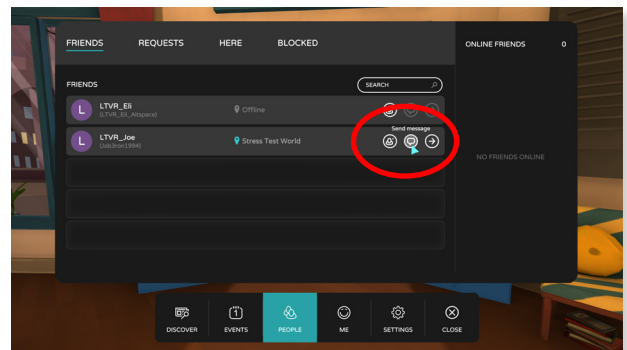 FRIENDS REQUESTS HERE BLOCKED
ONLINE FRIENDS 0
FRIENDS
SEARCH
L LTVR_Eli
(LTVR_Eli_Altspace)
Offline
L LTVR_Joe
(Job3ron1994)
Stress Test World
Send message
NO FRIENDS ONLINE
1
DISCOVER EVENTS PEOPLE ME SETTINGS CLOSE